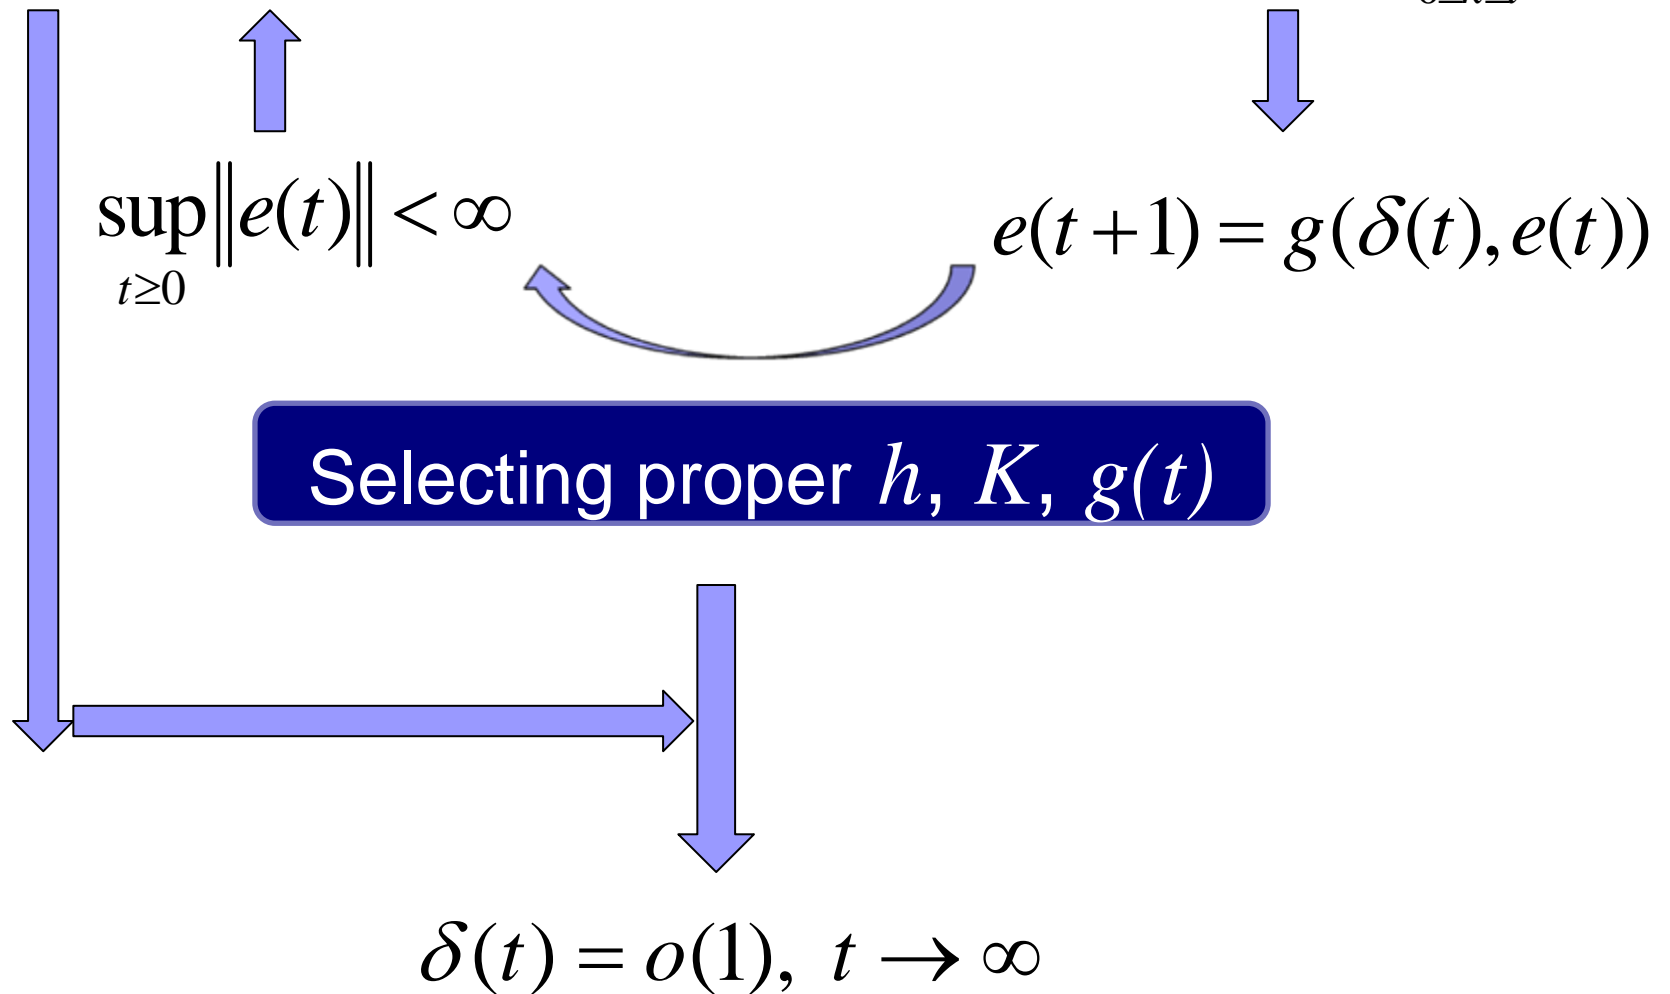 sup‖e(t)‖ < ∞
t≥0
e(t+1) = g(δ(t), e(t))
Selecting proper h, K, g(t)
δ(t) = o(1), t → ∞